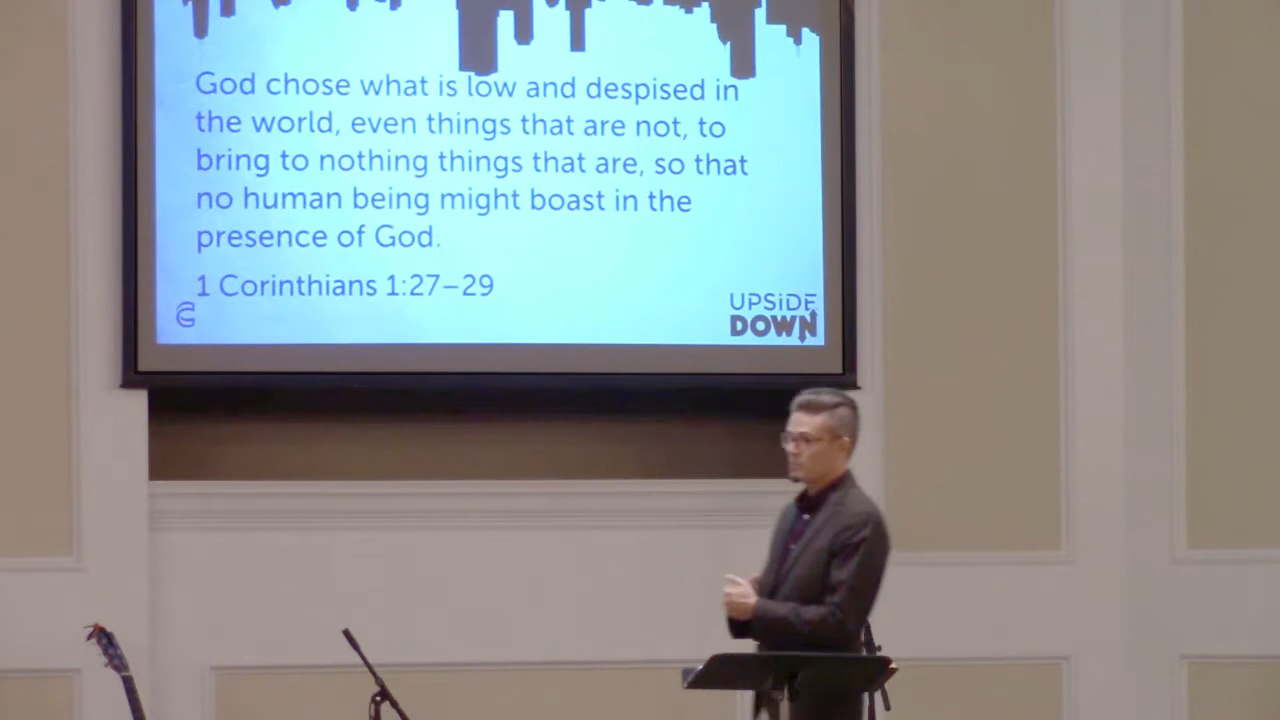 God chose what is low and despised in
the world, even things that are not, to
bring to nothing things that are, so that
no human being might boast in the
presence of God.
1 Corinthians 1:27–29
UPSiDE
DOWN